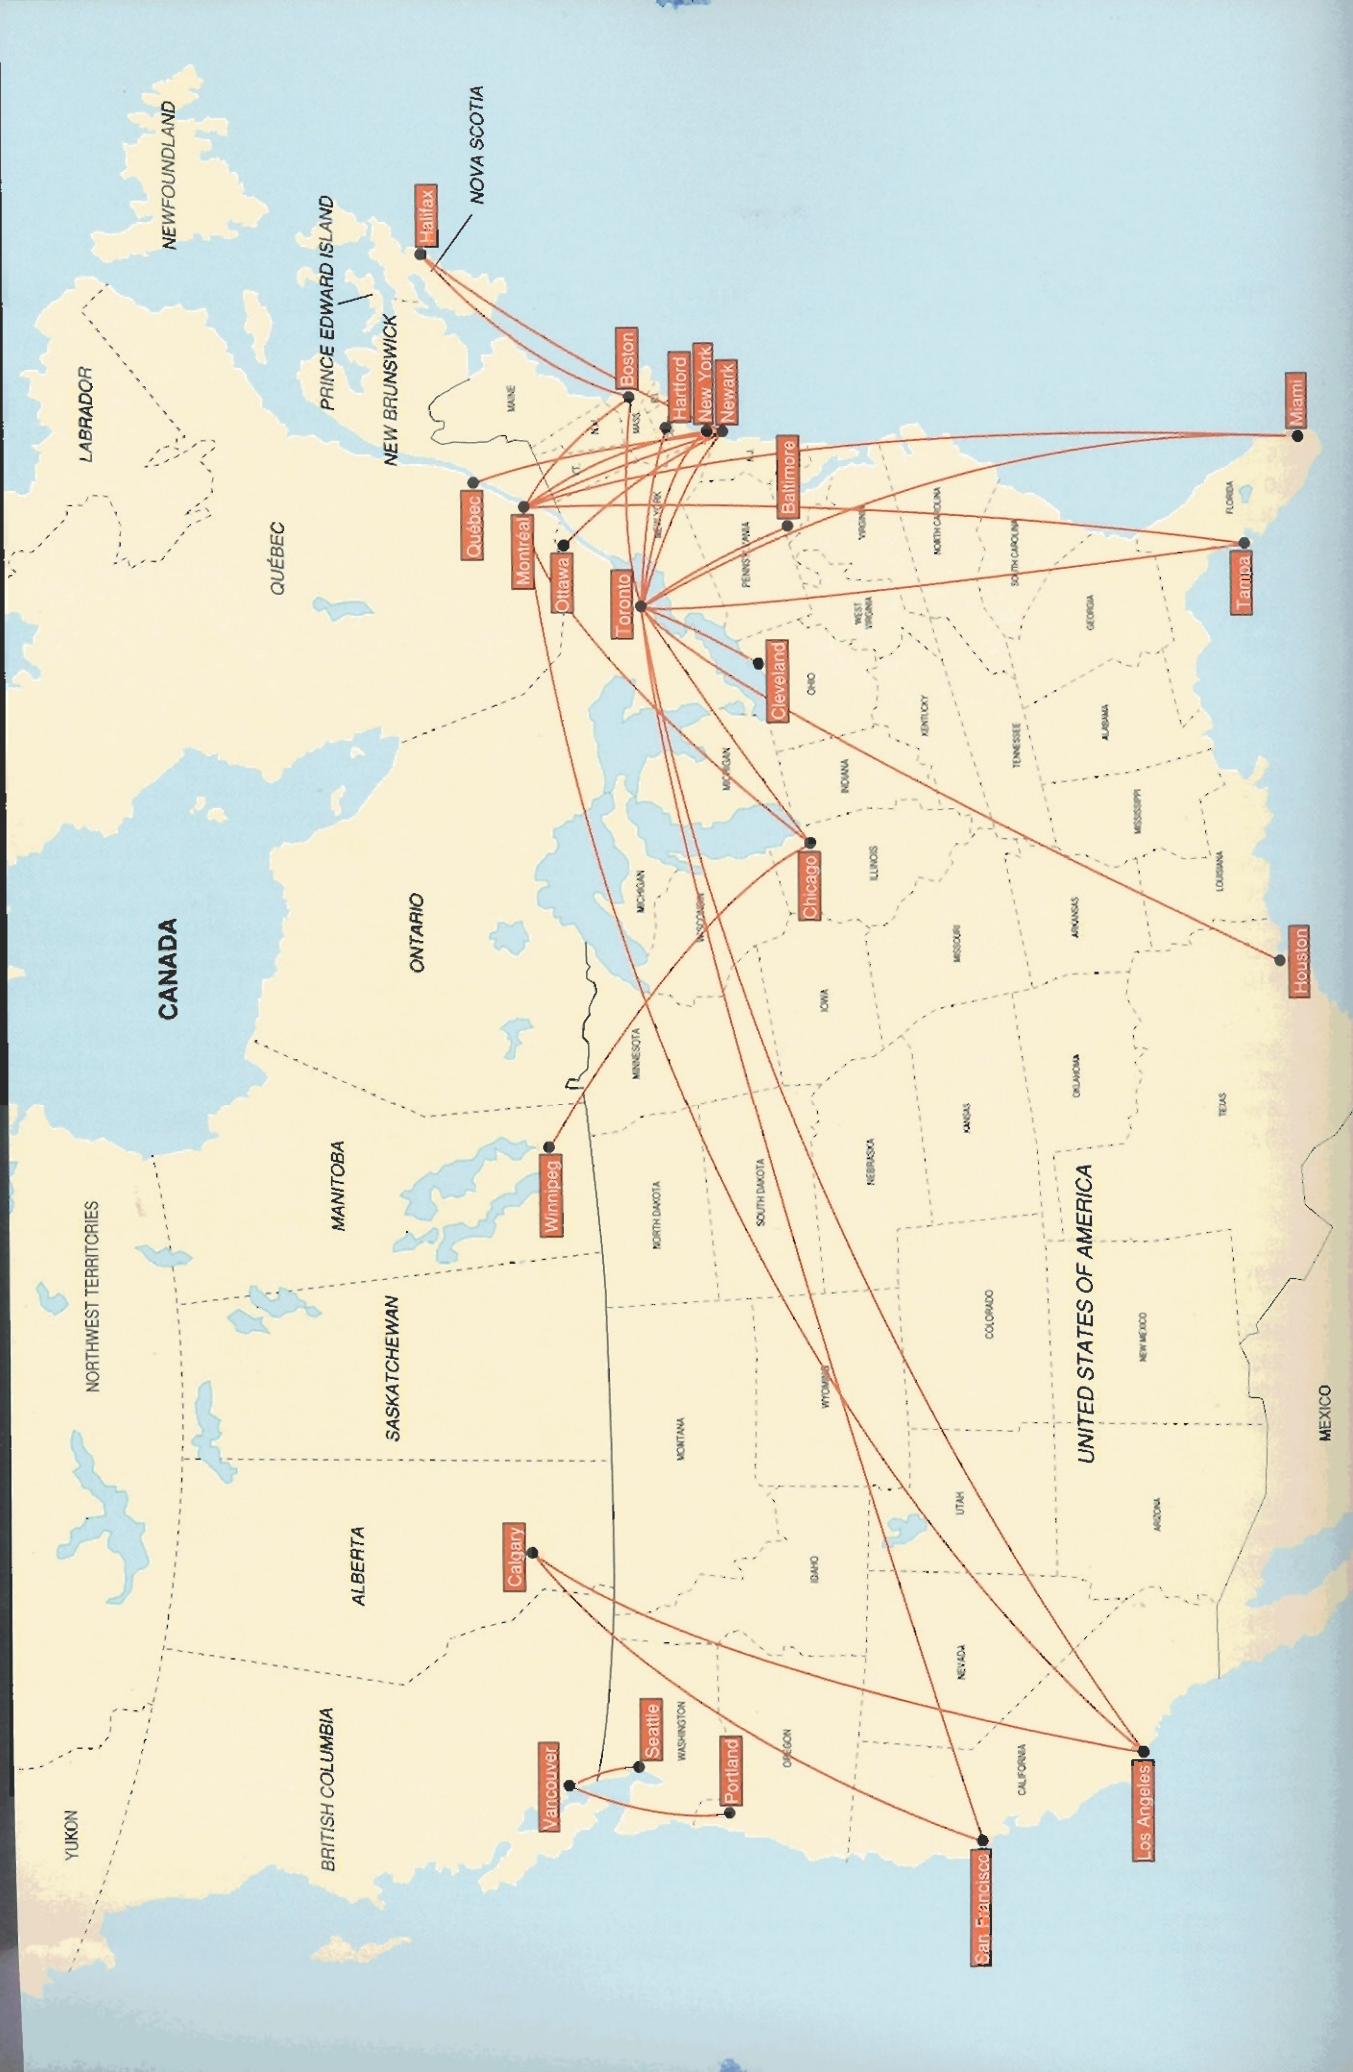 YUKON
NORTHWEST TERRITORIES
CANADA
LABRADOR
NEWFOUNDLAND
BRITISH COLUMBIA
ALBERTA
SASKATCHEWAN
MANITOBA
ONTARIO
QUÉBEC
PRINCE EDWARD ISLAND
NEW BRUNSWICK
NOVA SCOTIA
Halifax
Vancouver
Calgary
Winnipeg
Québec
Montréal
Ottawa
Toronto
Seattle
Portland
San Francisco
Los Angeles
Chicago
Cleveland
Houston
Boston
Hartford
New York
Newark
Baltimore
Tampa
Miami
WASHINGTON
OREGON
CALIFORNIA
NEVADA
IDAHO
MONTANA
WYOMING
UTAH
ARIZONA
COLORADO
NEW MEXICO
NORTH DAKOTA
SOUTH DAKOTA
NEBRASKA
KANSAS
OKLAHOMA
TEXAS
MINNESOTA
IOWA
MISSOURI
ARKANSAS
LOUISIANA
WISCONSIN
MICHIGAN
MICHIGAN
ILLINOIS
INDIANA
OHIO
KENTUCKY
TENNESSEE
MISSISSIPPI
ALABAMA
GEORGIA
FLORIDA
SOUTH CAROLINA
NORTH CAROLINA
WEST
VIRGINIA
VIRGINIA
PENNSYLVANIA
NEW YORK
N.J.
MASS
VT.
MAINE
UNITED STATES OF AMERICA
MEXICO